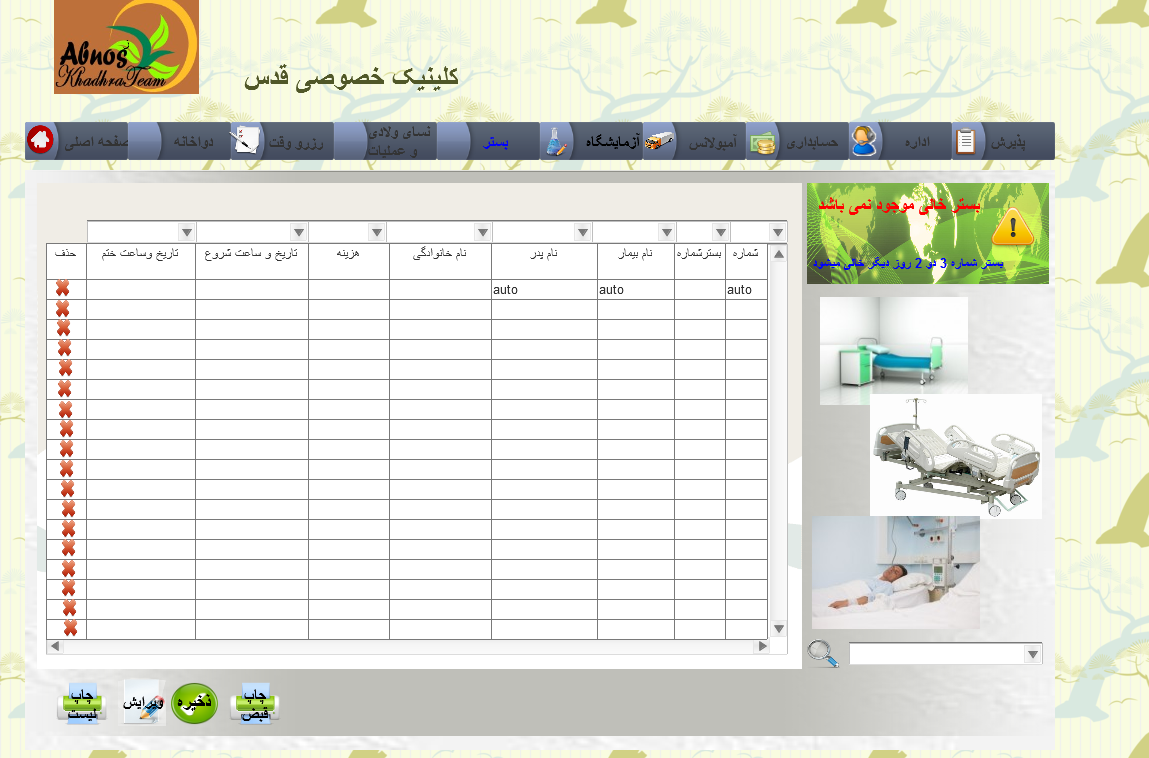 Abnos
KhadhraTeam
کلینیک خصوصی قدس
پذیرش
اداره
حسابداری
آمبولانس
آزمایشگاه
بستر
نسای ولادی
و عملیات
رزرو وقت
دواخانه
صفحه اصلی
بستر خالی موجود نمی باشد
بستر شماره 3 دو 2 روز دیگر خالی میشود
شماره
بسترشماره
نام بیمار
نام پدر
نام خانوادگی
هزینه
تاریخ و ساعت شروع
تاریخ وساعت ختم
حذف
auto
auto
auto
چاپ
قبض
ذخیره
ویرایش
چاپ
لیست